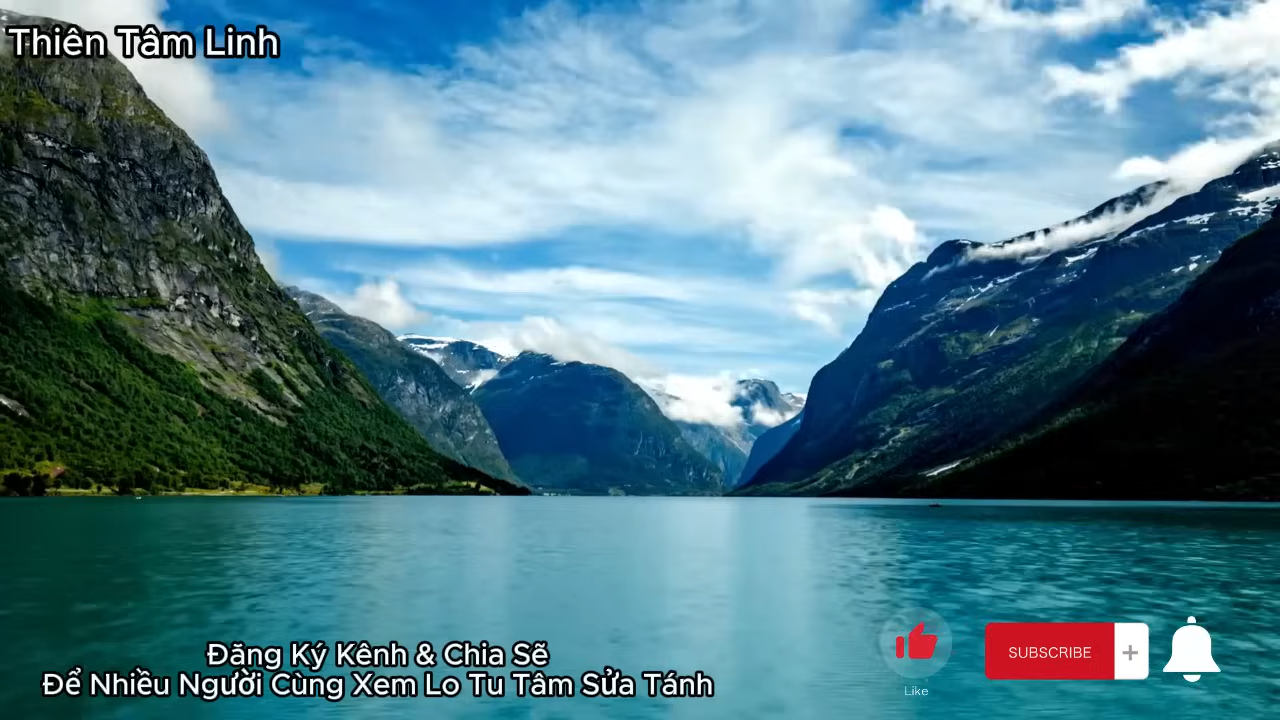 Thiên Tâm Linh
Đăng Ký Kênh & Chia Sẽ
Để Nhiều Người Cùng Xem Lo Tu Tâm Sửa Tánh
SUBSCRIBE
Like